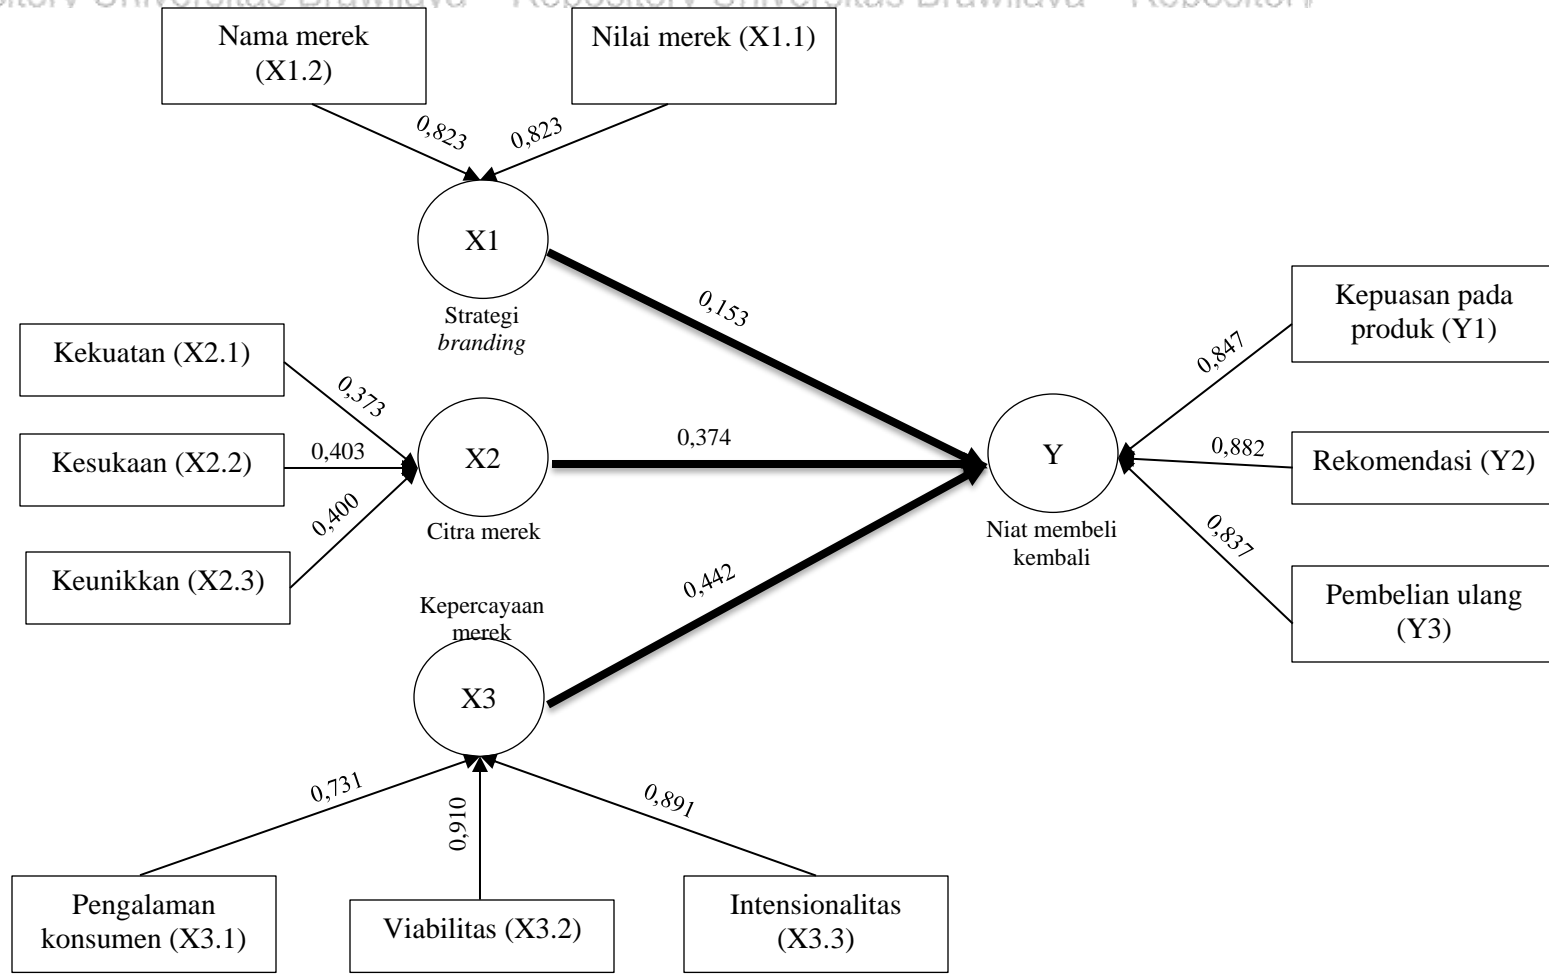 Repository Universitas Brawijaya
Nama merek
(X1.2)
Nilai merek (X1.1)
0,823
0,823
X1
Strategi
branding
0,153
Kekuatan (X2.1)
0,373
Kesukaan (X2.2)
0,403
Keunikkan (X2.3)
0,400
X2
Citra merek
0,374
Kepercayaan
merek
X3
0,442
Y
Niat membeli
kembali
Kepuasan pada
produk (Y1)
0,847
Rekomendasi (Y2)
0,882
Pembelian ulang
(Y3)
0,837
0,731
0,910
0,891
Pengalaman
konsumen (X3.1)
Viabilitas (X3.2)
Intensionalitas
(X3.3)